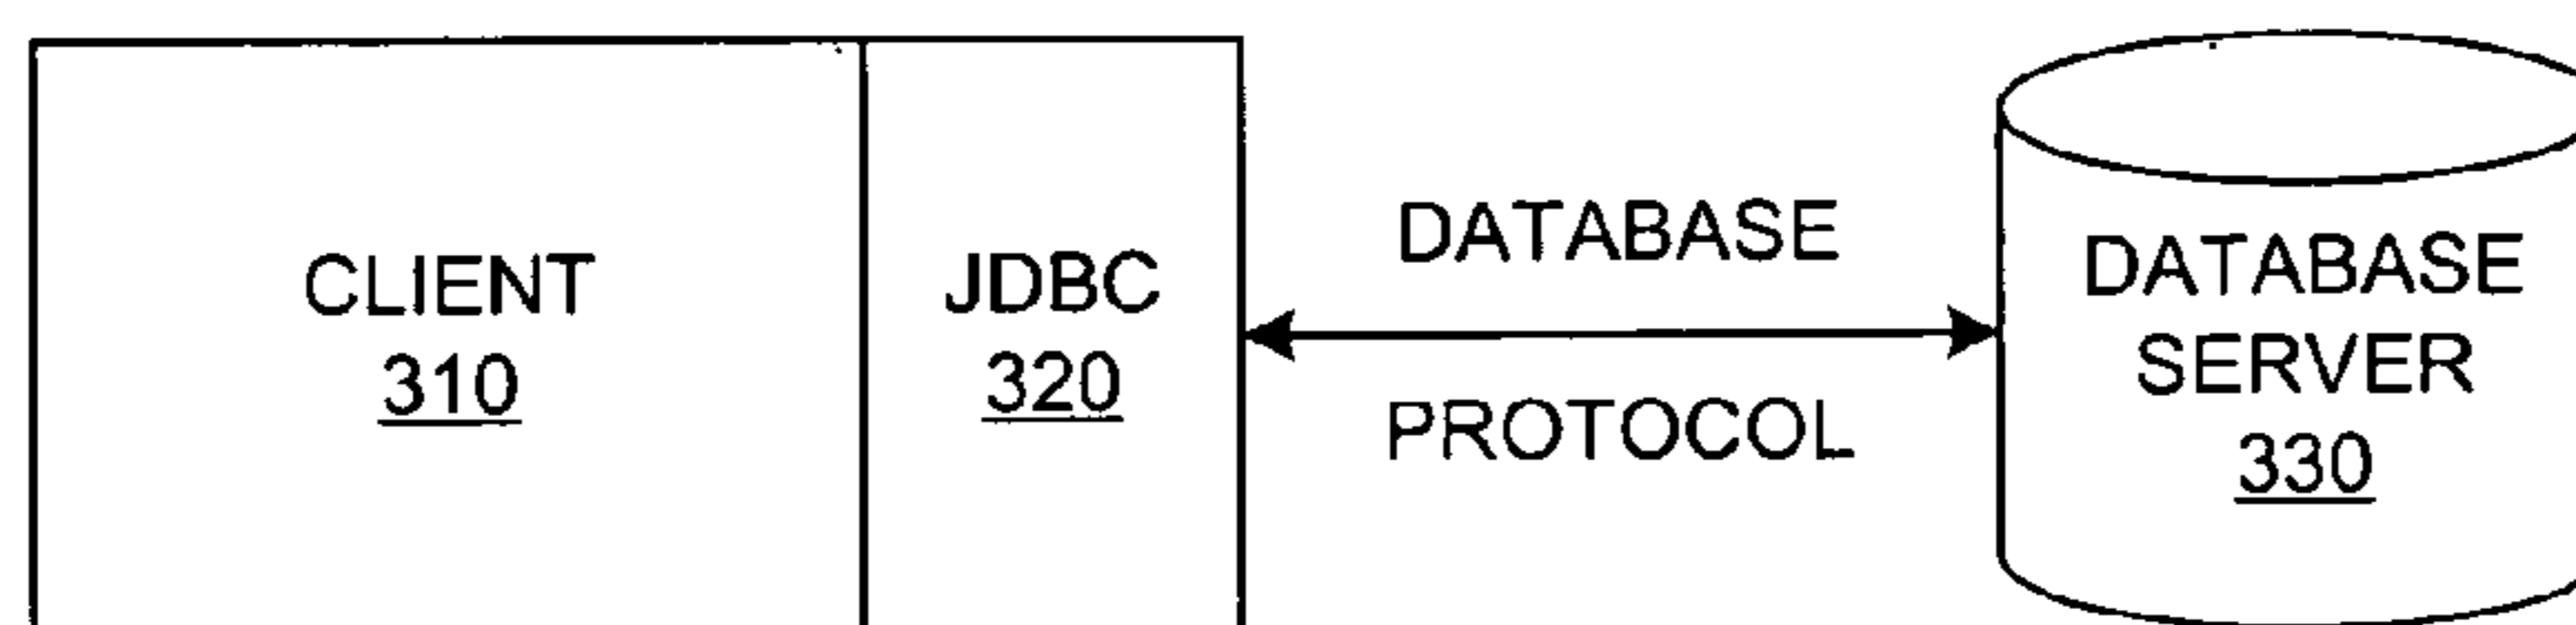 CLIENT
310
JDBC
320
DATABASE
PROTOCOL
DATABASE
SERVER
330